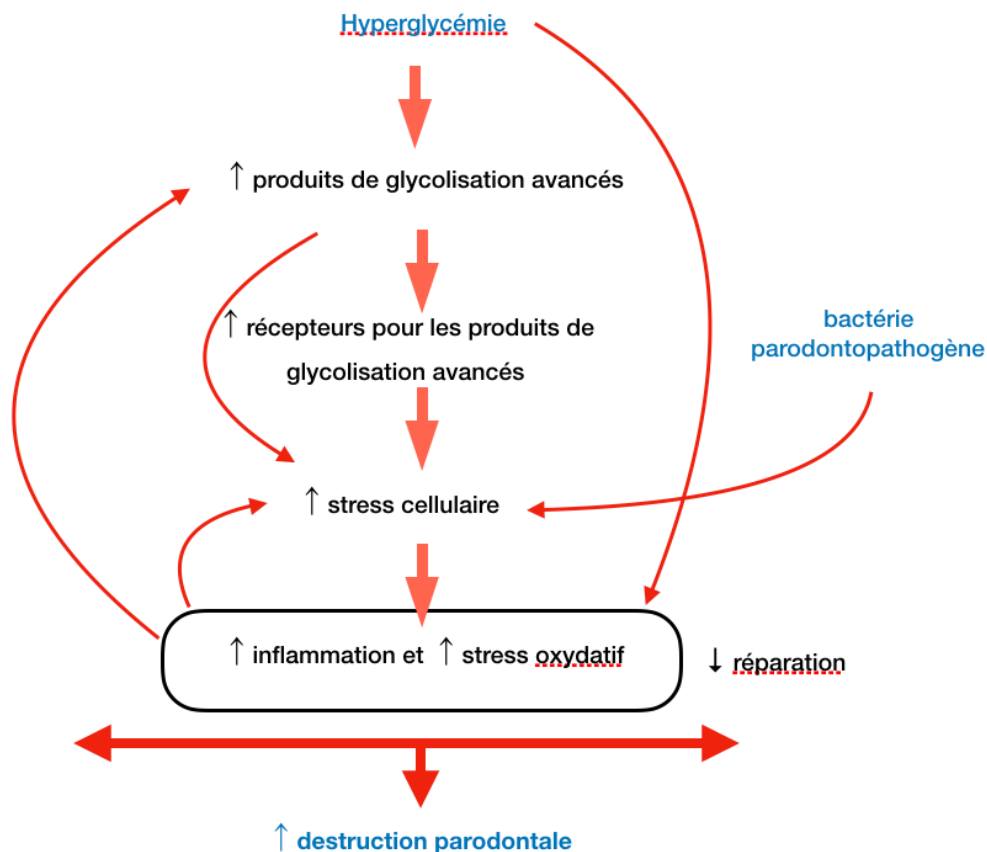 Hyperglycémie
↑ produits de glycolisation avancés
↑ récepteurs pour les produits de
glycolisation avancés
bactérie
parodontopathogène
↑ stress cellulaire
↑ inflammation et ↑ stress oxydatif
↓ réparation
↑ destruction parodontale